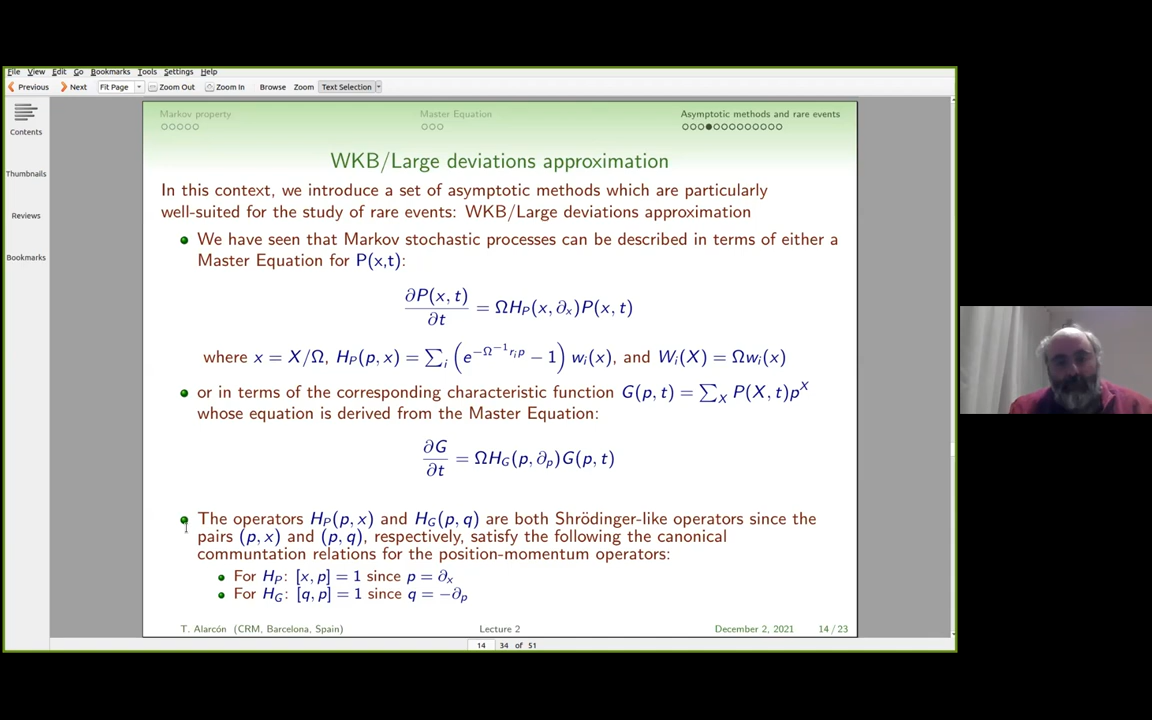 File View Edit Go Bookmarks Tools Settings Help
Previous Next Fit Page Zoom Out Zoom In Browse Zoom Text Selection
Contents
Thumbnails
Reviews
Bookmarks
Markov property Master Equation Asymptotic methods and rare events
WKB/Large deviations approximation
In this context, we introduce a set of asymptotic methods which are particularly
well-suited for the study of rare events: WKB/Large deviations approximation
We have seen that Markov stochastic processes can be described in terms of either a
Master Equation for P(x,t):
∂P(x, t)/∂t = ΩH_P(x, ∂_x)P(x, t)
where x = X/Ω, H_P(p, x) = ∑_i (e^{−Ω^{−1}r_i p} − 1) w_i(x), and W_i(X) = Ωw_i(x)
or in terms of the corresponding characteristic function G(p, t) = ∑_X P(X, t)p^X
whose equation is derived from the Master Equation:
∂G/∂t = ΩH_G(p, ∂_p)G(p, t)
The operators H_P(p, x) and H_G(p, q) are both Shrödinger-like operators since the
pairs (p, x) and (p, q), respectively, satisfy the following the canonical
communtation relations for the position-momentum operators:
For H_P: [x, p] = 1 since p = ∂_x
For H_G: [q, p] = 1 since q = −∂_p
T. Alarcón (CRM, Barcelona, Spain) Lecture 2 December 2, 2021 14 / 23
14 34 of 51